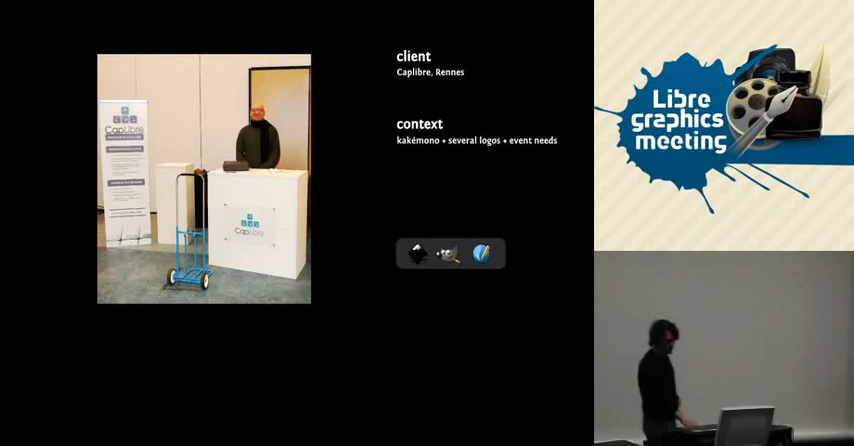 CapLibre
CapLibre
client
Caplibre, Rennes
context
kakémono + several logos + event needs
Libre
graphics
meeting